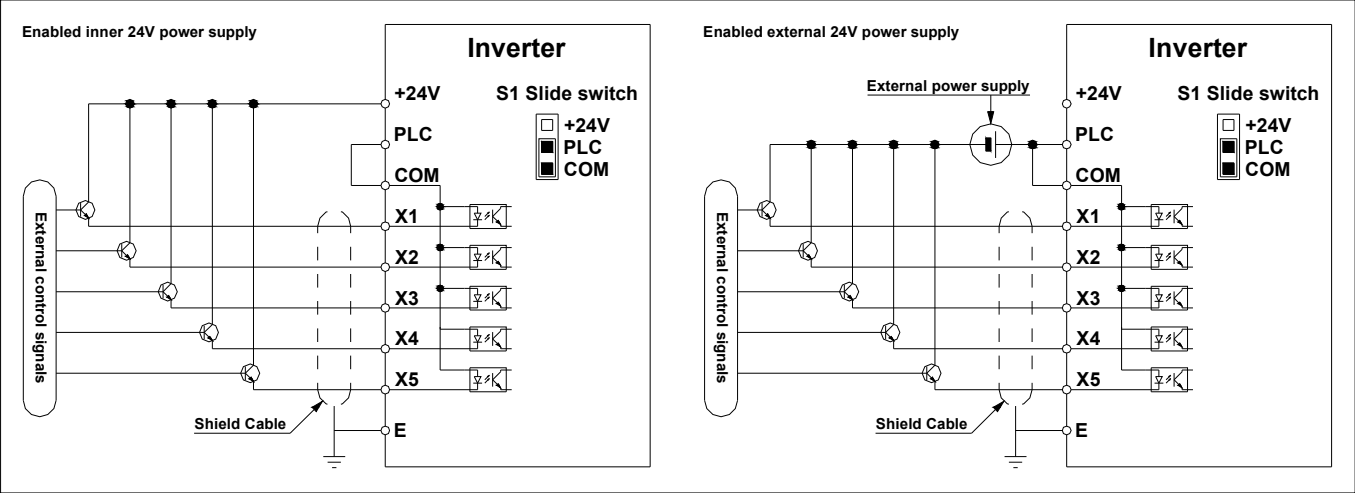 Enabled inner 24V power supply
Inverter
+24V
S1 Slide switch
+24V
PLC
COM
PLC
COM
X1
X2
X3
X4
X5
E
External control signals
Shield Cable
Enabled external 24V power supply
Inverter
External power supply
+24V
S1 Slide switch
+24V
PLC
COM
PLC
COM
X1
X2
X3
X4
X5
E
External control signals
Shield Cable